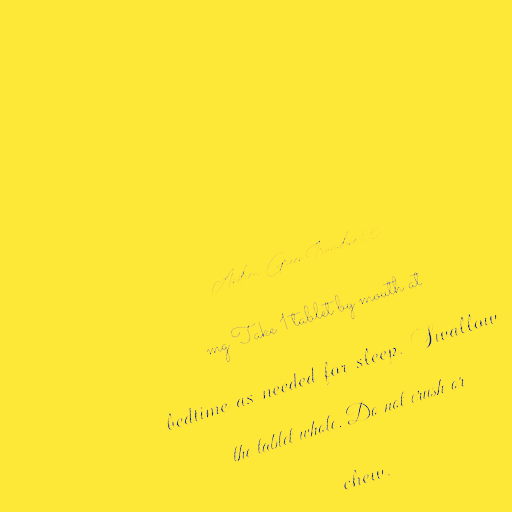 mg Take 1 tablet by mouth at
bedtime as needed for sleep. Swallow
the tablet whole. Do not crush or
chew.